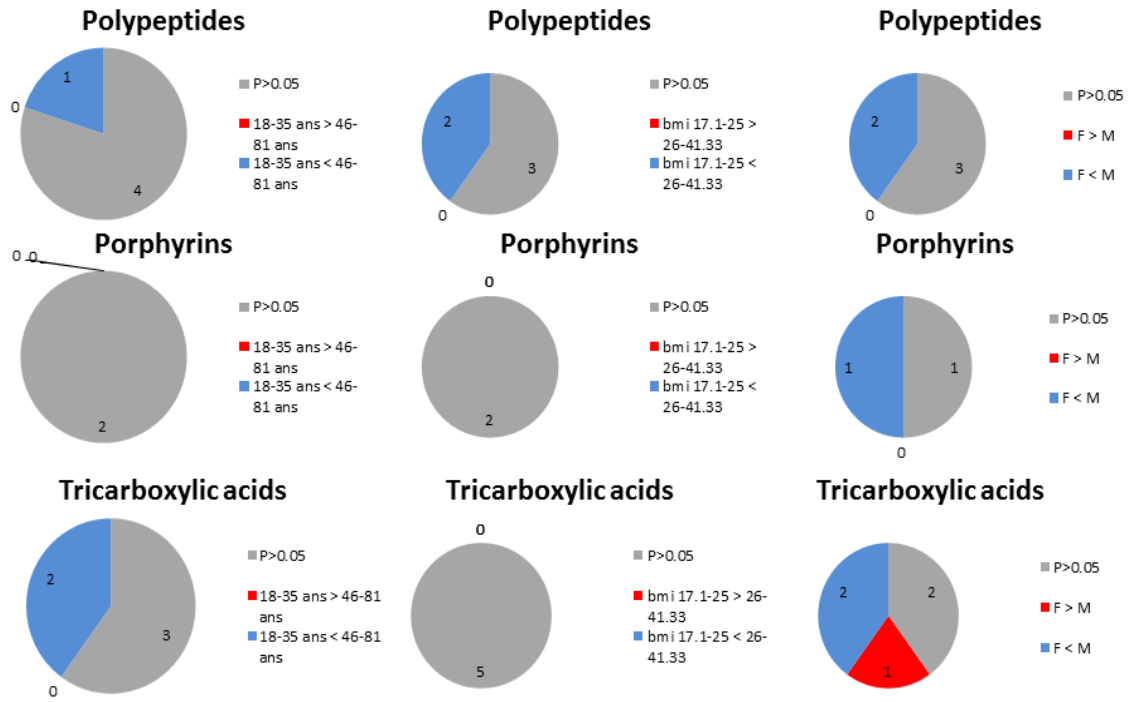 Polypeptides
1
0
4
P>0.05
18-35 ans > 46-
81 ans
18-35 ans < 46-
81 ans
Polypeptides
2
3
0
P>0.05
bmi 17.1-25 >
26-41.33
bmi 17.1-25 <
26-41.33
Polypeptides
2
3
0
P>0.05
F > M
F < M
Porphyrins
0 0
2
P>0.05
18-35 ans > 46-
81 ans
18-35 ans < 46-
81 ans
Porphyrins
0
2
P>0.05
bmi 17.1-25 >
26-41.33
bmi 17.1-25 <
26-41.33
Porphyrins
1
1
0
P>0.05
F > M
F < M
Tricarboxylic acids
2
3
0
P>0.05
18-35 ans > 46-81
ans
18-35 ans < 46-81
ans
Tricarboxylic acids
0
5
P>0.05
bmi 17.1-25 > 26-
41.33
bmi 17.1-25 < 26-
41.33
Tricarboxylic acids
2
2
1
P>0.05
F > M
F < M